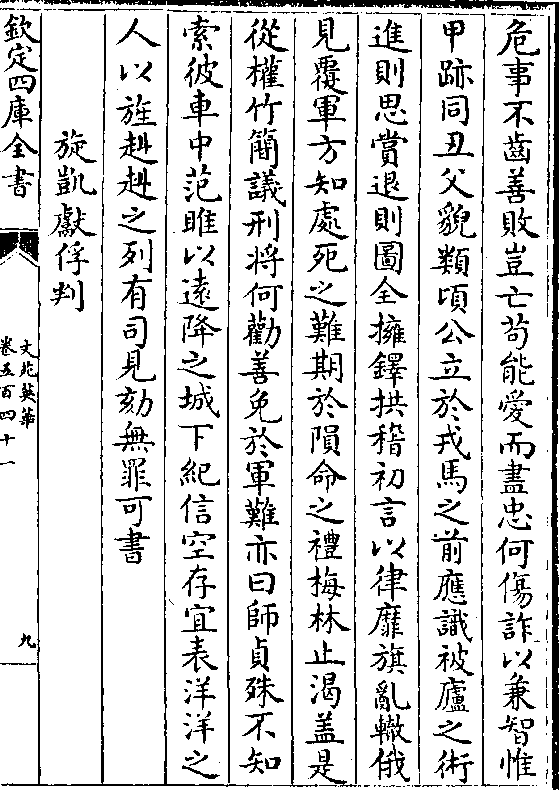 危事不齒善敗豈亡苟能愛而盡忠何傷詐以兼智惟
甲跡同丑父貌類頃公立於戎馬之前應識被廬之術
進則思賞退則圖全擁鐸拱稽初言以律靡旗亂轍俄
見覆軍方知處死之難期於隕命之禮梅林止渴盖是
從權竹簡議刑將何勸善免於軍難亦曰師貞殊不知
索彼車中范雎以遠降之城下紀信空存宜表洋洋之
人以旌赳赳之列有司見劾無罪可書
旋凱獻俘判
欽定四庫全書
文苑英華
卷五百四十一
九